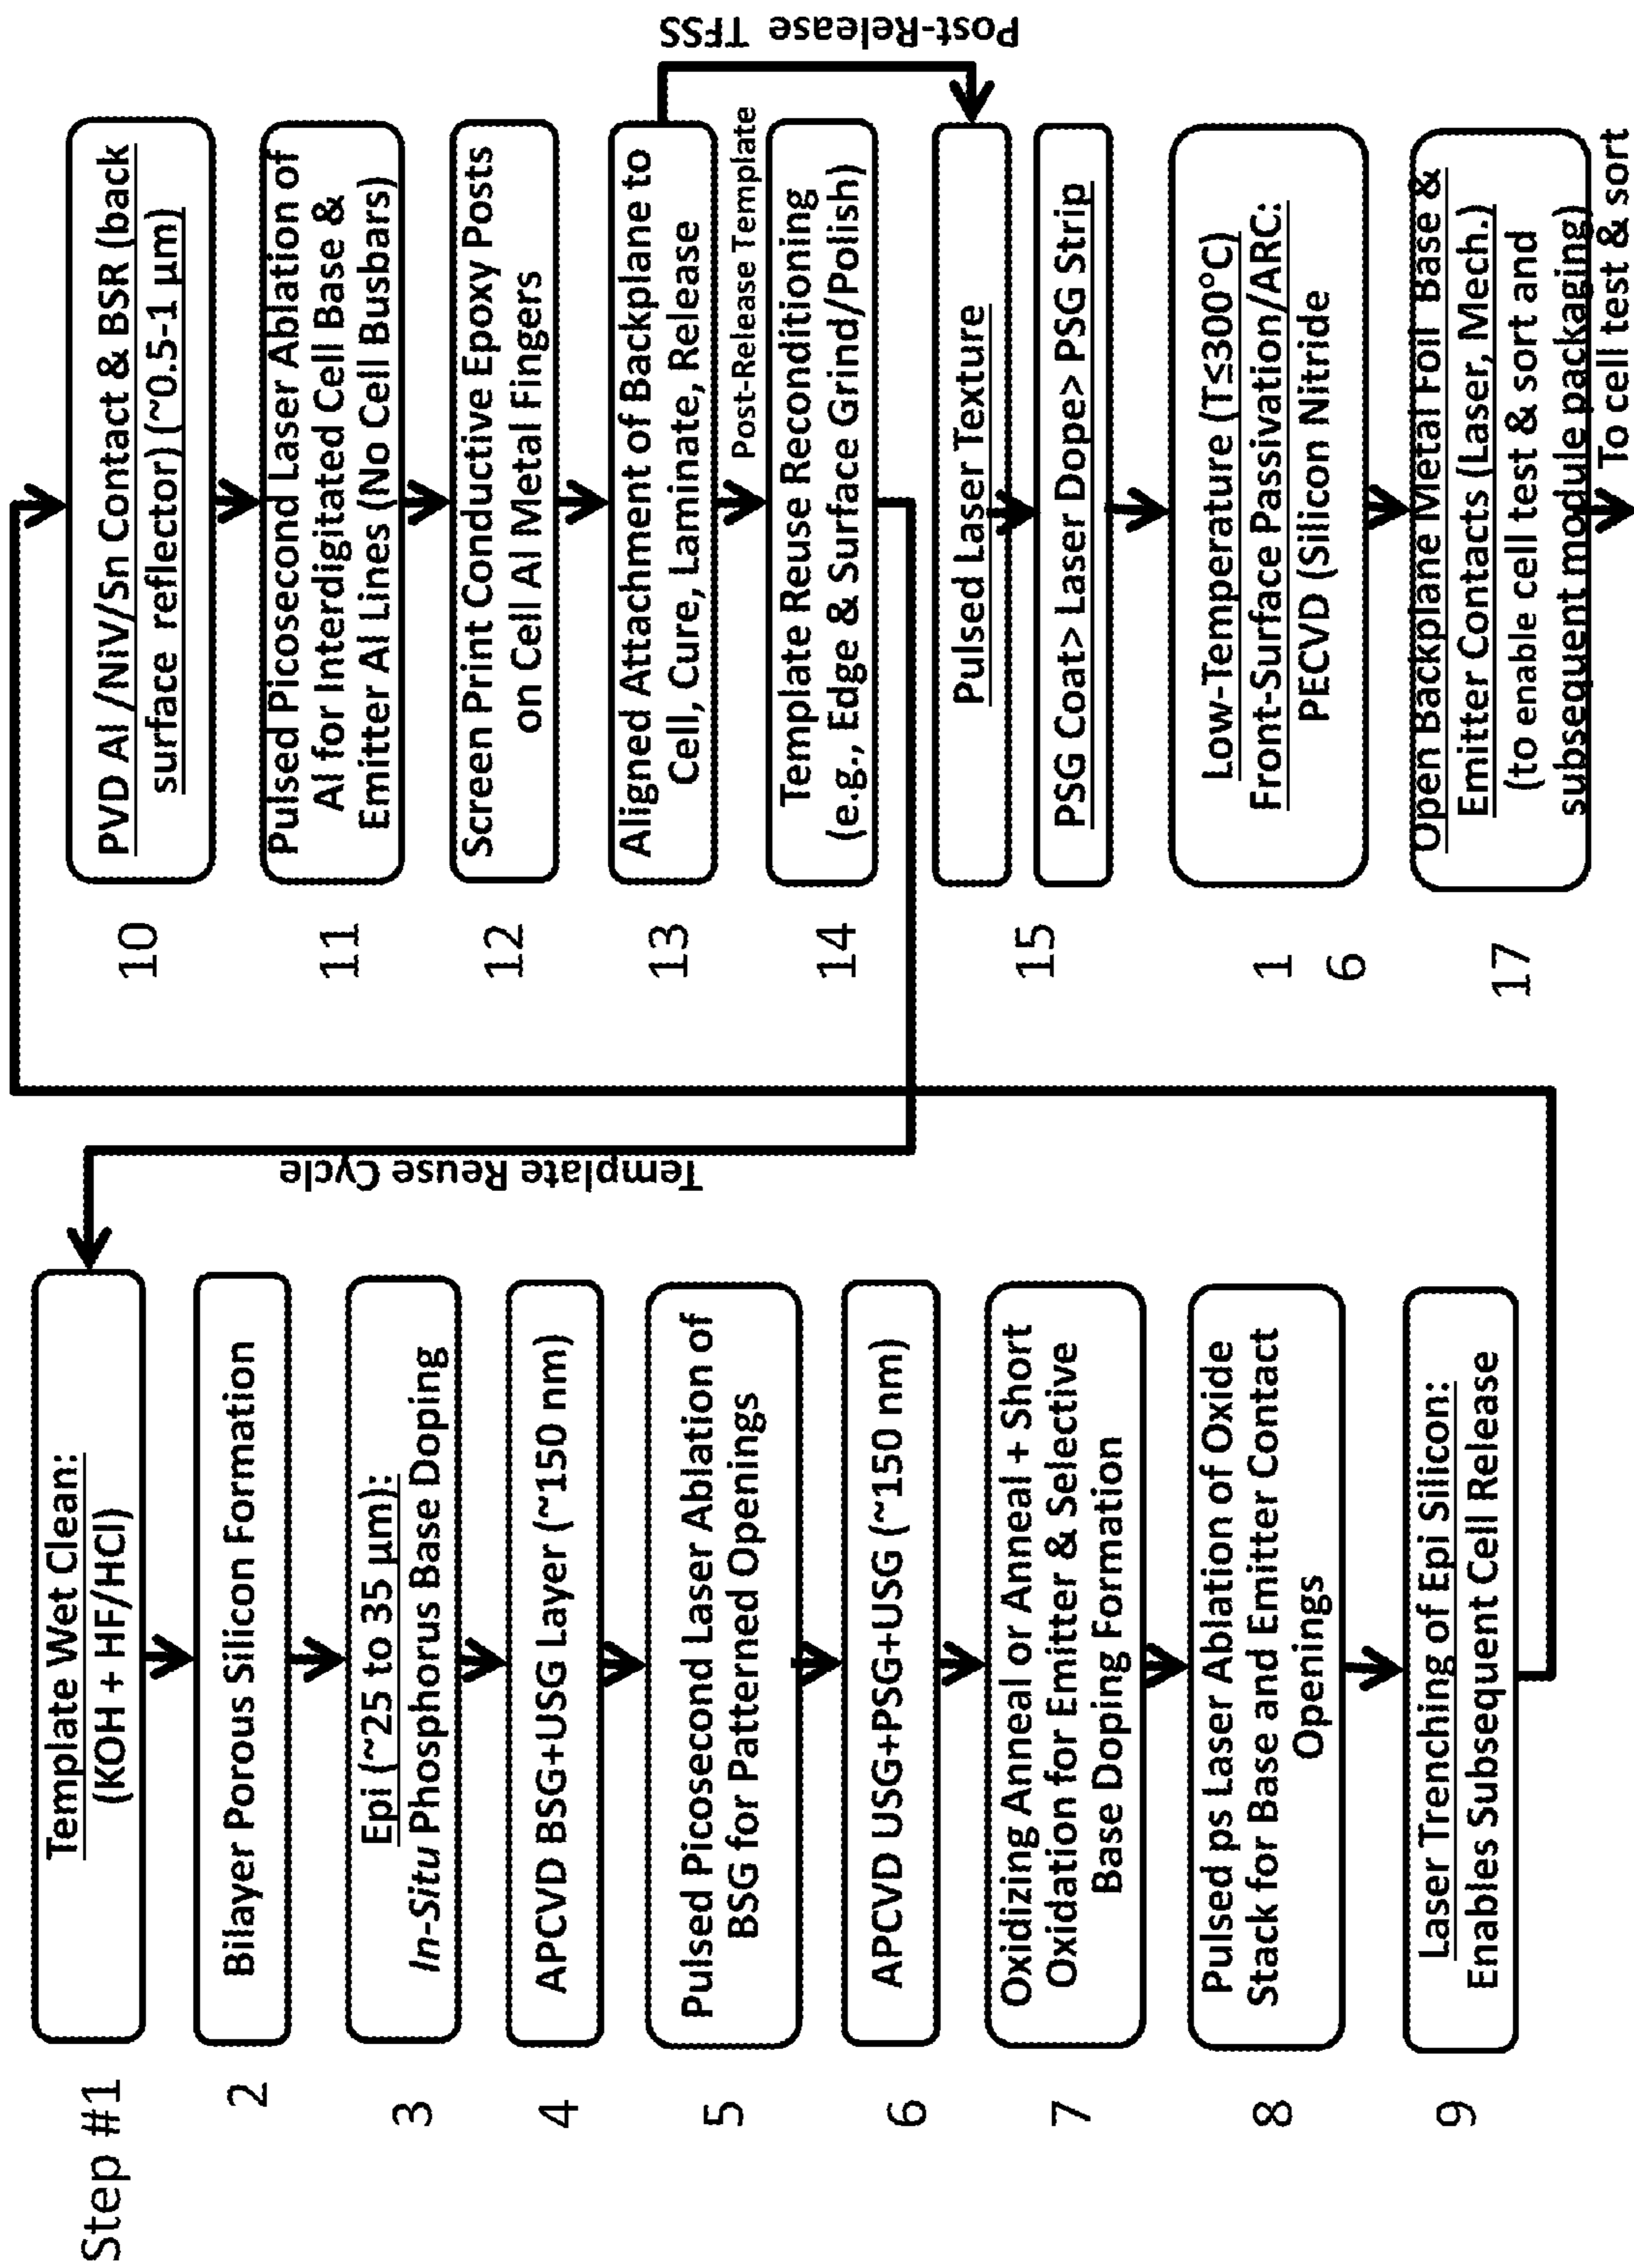 Step #1
Template Wet Clean:
(KOH + HF/HCl)
2
Bilayer Porous Silicon Formation
3
Epi (~25 to 35 μm):
In-Situ Phosphorus Base Doping
4
APCVD BSG+USG Layer (~150 nm)
5
Pulsed Picosecond Laser Ablation of
BSG for Patterned Openings
6
APCVD USG+PSG+USG (~150 nm)
7
Oxidizing Anneal or Anneal + Short
Oxidation for Emitter & Selective
Base Doping Formation
8
Pulsed ps Laser Ablation of Oxide
Stack for Base and Emitter Contact
Openings
9
Laser Trenching of Epi Silicon:
Enables Subsequent Cell Release
Template Reuse Cycle
10
PVD Al /NiV/Sn Contact & BSR (back
surface reflector) (~0.5-1 μm)
11
Pulsed Picosecond Laser Ablation of
Al for Interdigitated Cell Base &
Emitter Al Lines (No Cell Busbars)
12
Screen Print Conductive Epoxy Posts
on Cell Al Metal Fingers
13
Aligned Attachment of Backplane to
Cell, Cure, Laminate, Release
Post-Release Template
Post-Release TFSS
14
Template Reuse Reconditioning
(e.g., Edge & Surface Grind/Polish)
15
Pulsed Laser Texture
PSG Coat> Laser Dope> PSG Strip
1
6
Low-Temperature (T≤300°C)
Front-Surface Passivation/ARC:
PECVD (Silicon Nitride
17
Open Backplane Metal Foil Base &
Emitter Contacts (Laser, Mech.)
(to enable cell test & sort and
subsequent module packaging)
To cell test & sort